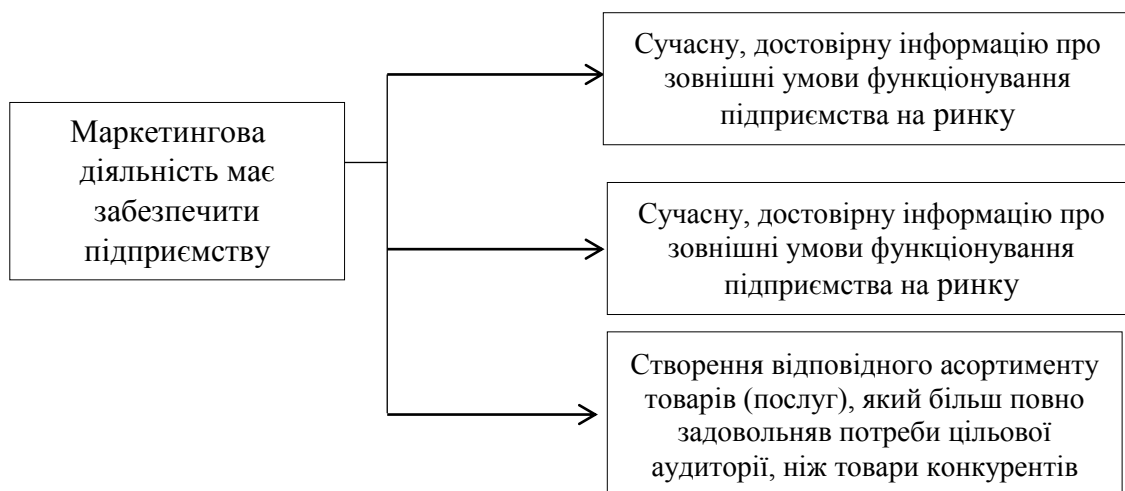 Маркетингова
діяльність має
забезпечити
підприємству
Сучасну, достовірну інформацію про
зовнішні умови функціонування
підприємства на ринку
Сучасну, достовірну інформацію про
зовнішні умови функціонування
підприємства на ринку
Створення відповідного асортименту
товарів (послуг), який більш повно
задовольняв потреби цільової
аудиторії, ніж товари конкурентів